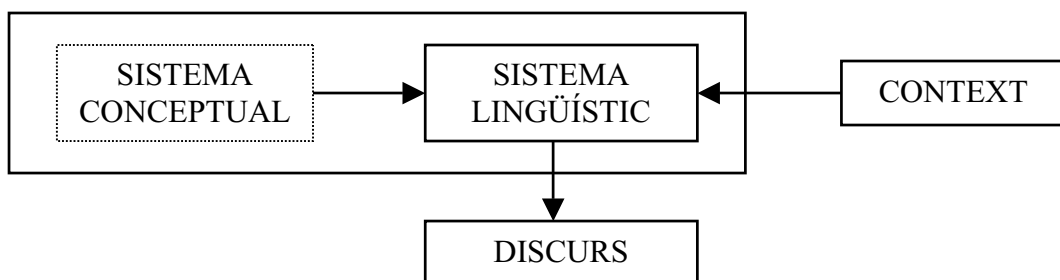 SISTEMA
CONCEPTUAL
SISTEMA
LINGÜÍSTIC
CONTEXT
DISCURS